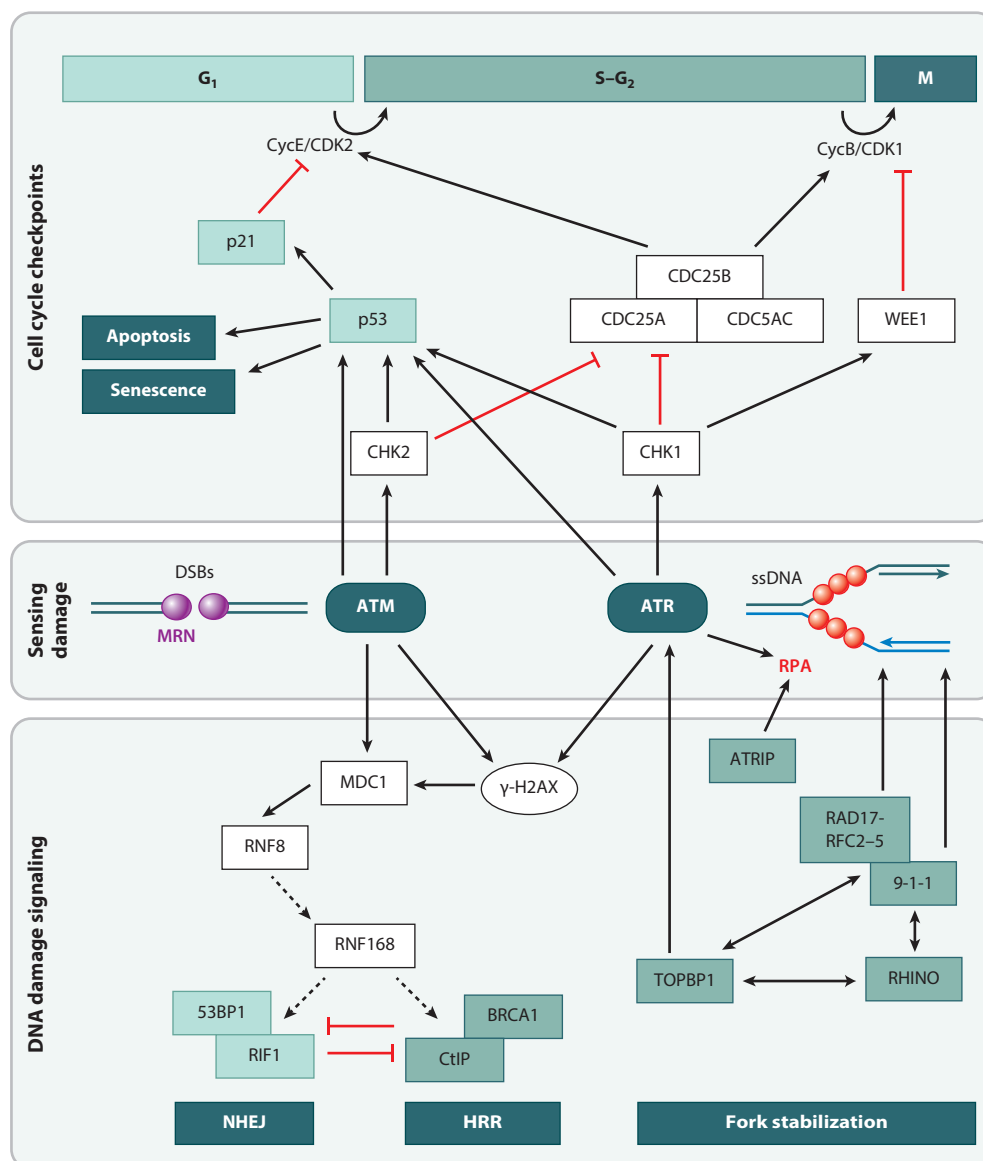 Cell cycle checkpoints
G₁
S–G₂
M
CycE/CDK2
CycB/CDK1
p21
CDC25B
p53
CDC25A
CDC5AC
WEE1
Apoptosis
Senescence
CHK2
CHK1
Sensing
damage
DSBs
MRN
ATM
ATR
ssDNA
RPA
DNA damage signaling
ATRIP
MDC1
γ-H2AX
RAD17-
RFC2–5
RNF8
9-1-1
RNF168
TOPBP1
RHINO
53BP1
BRCA1
RIF1
CtIP
NHEJ
HRR
Fork stabilization